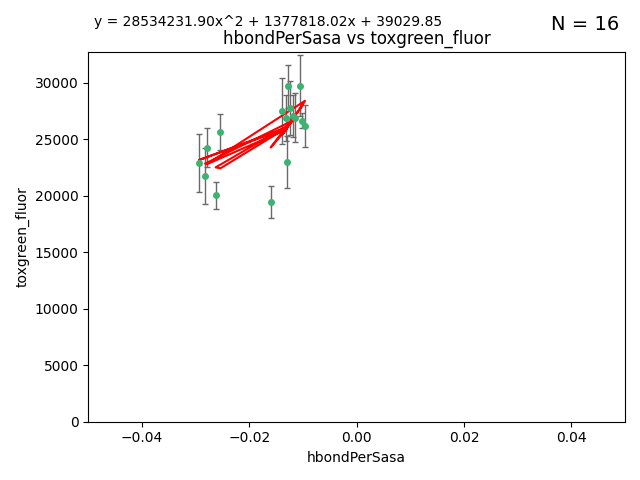 y = 28534231.90x^2 + 1377818.02x + 39029.85
N = 16
hbondPerSasa vs toxgreen_fluor
30000
25000
20000
15000
10000
5000
0
toxgreen_fluor
−0.04
−0.02
0.00
0.02
0.04
hbondPerSasa